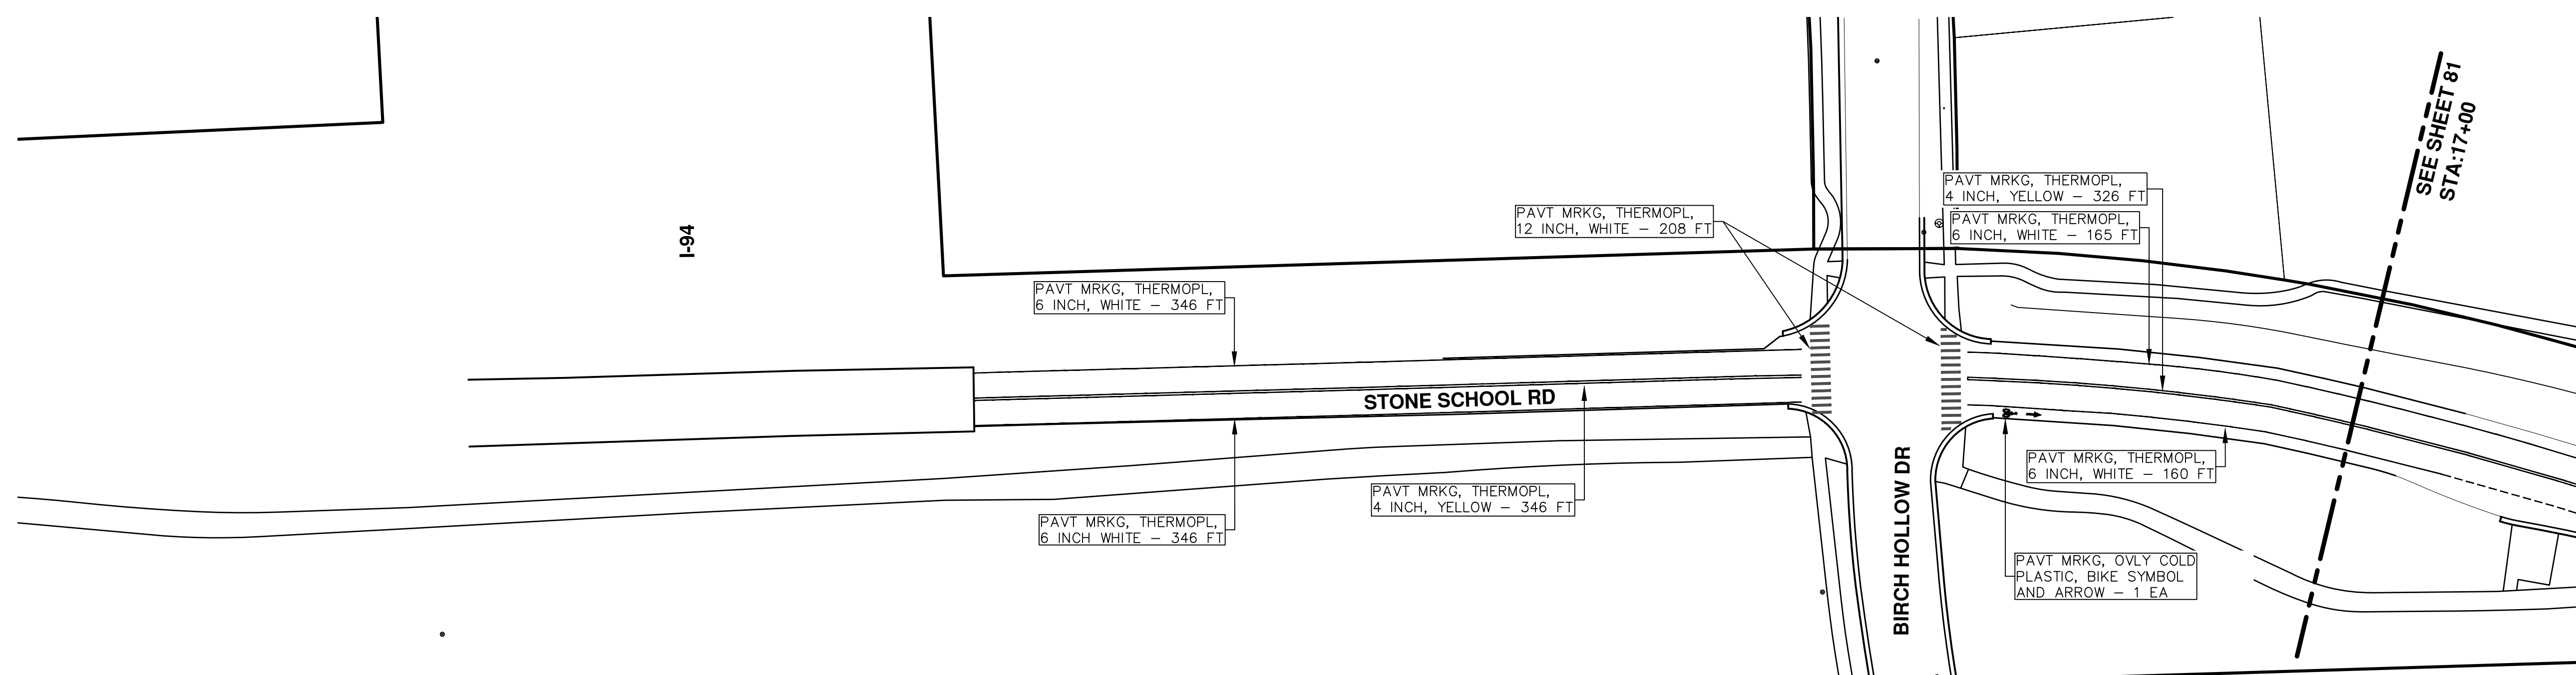 SEE SHEET 81
STA:17+00
PAVT MRKG, THERMOPL,
4 INCH, YELLOW – 326 FT
PAVT MRKG, THERMOPL,
12 INCH, WHITE – 208 FT
PAVT MRKG, THERMOPL,
6 INCH, WHITE – 165 FT
I-94
PAVT MRKG, THERMOPL,
6 INCH, WHITE – 346 FT
STONE SCHOOL RD
PAVT MRKG, THERMOPL,
6 INCH, WHITE – 160 FT
PAVT MRKG, THERMOPL,
4 INCH, YELLOW – 346 FT
PAVT MRKG, THERMOPL,
6 INCH WHITE – 346 FT
BIRCH HOLLOW DR
PAVT MRKG, OVLY COLD
PLASTIC, BIKE SYMBOL
AND ARROW – 1 EA